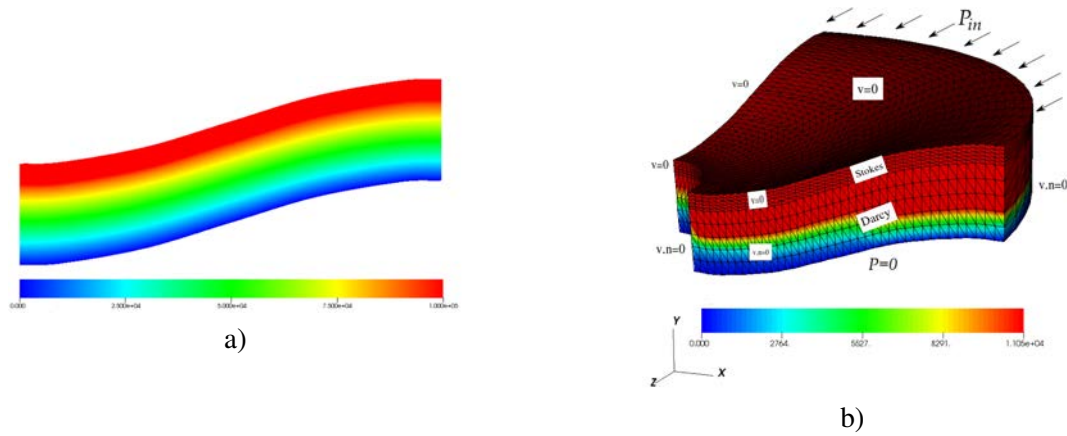 P_in
v=0
v=0
v=0
Stokes
v=0
v,n=0
Darcy
v,n=0
v,n=0
P=0
0.000 2.500e+04 5.000e+04 7.500e+04 1.000e+05
a)
0.000 2764. 5527. 8291. 1.105e+04
Y
X
Z
b)